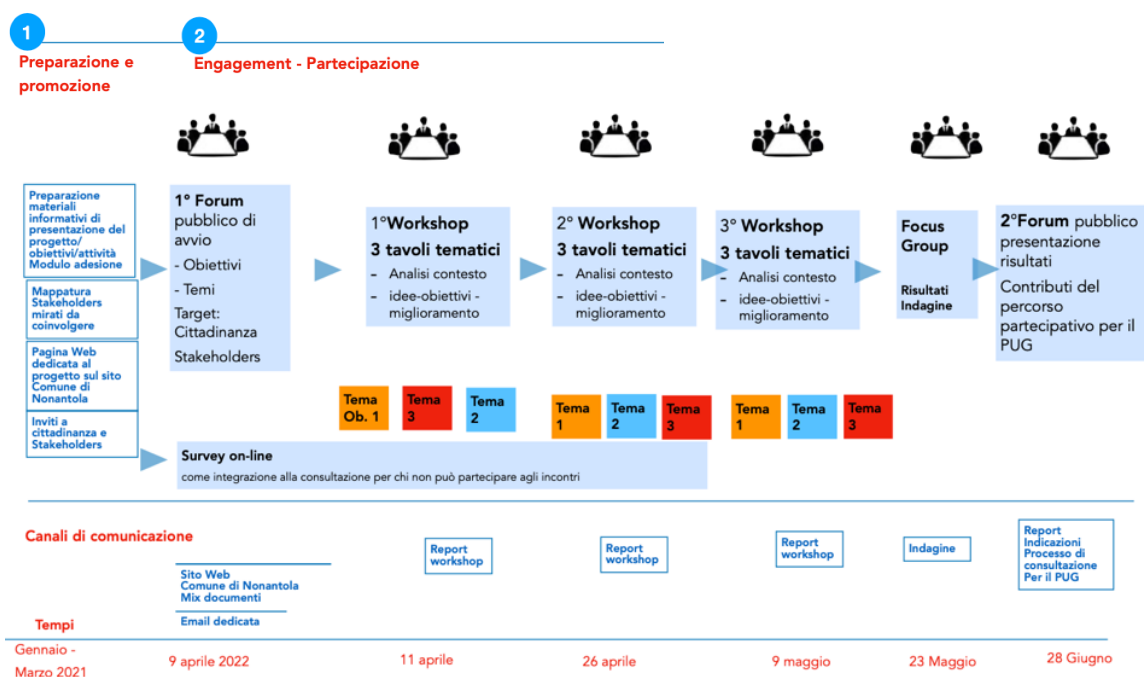 1
2
Preparazione e
promozione
Engagement - Partecipazione
Preparazione
materiali
informativi di
presentazione del
progetto/
obiettivi/attività
Modulo adesione
Mappatura
Stakeholders
mirati da
coinvolgere
Pagina Web
dedicata al
progetto sul sito
Comune di
Nonantola
Inviti a
cittadinanza e
Stakeholders
1° Forum
pubblico di
avvio
- Obiettivi
- Temi
Target:
Cittadinanza
Stakeholders
1°Workshop
3 tavoli tematici
- Analisi contesto
- idee-obiettivi -
miglioramento
2° Workshop
3 tavoli tematici
- Analisi contesto
- idee-obiettivi -
miglioramento
3° Workshop
3 tavoli tematici
- Analisi contesto
- idee-obiettivi -
miglioramento
Focus
Group
Risultati
Indagine
2°Forum pubblico
presentazione
risultati
Contributi del
percorso
partecipativo per il
PUG
Tema
Ob. 1
Tema
3
Tema
2
Tema
1
Tema
2
Tema
3
Tema
1
Tema
2
Tema
3
Survey on-line
come integrazione alla consultazione per chi non può partecipare agli incontri
Canali di comunicazione
Sito Web
Comune di Nonantola
Mix documenti
Email dedicata
Report
workshop
Report
workshop
Report
workshop
Indagine
Report
Indicazioni
Processo di
consultazione
Per il PUG
Tempi
Gennaio -
Marzo 2021
9 aprile 2022
11 aprile
26 aprile
9 maggio
23 Maggio
28 Giugno